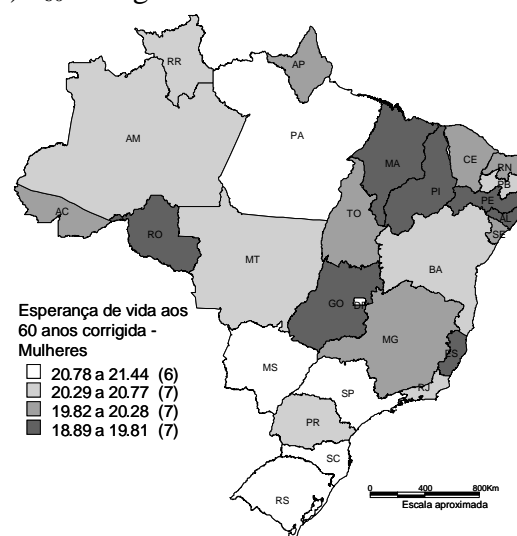 RR
AP
AM
PA
MA
CE
RN
PB
PI
PE
AL
SE
AC
TO
RO
MT
BA
GO
DF
Esperança de vida aos
60 anos corrigida -
Mulheres
MG
ES
MS
20.78 a 21.44 (6)
SP
RJ
20.29 a 20.77 (7)
19.82 a 20.28 (7)
PR
18.89 a 19.81 (7)
SC
RS
0 400 800Km
Escala aproximada